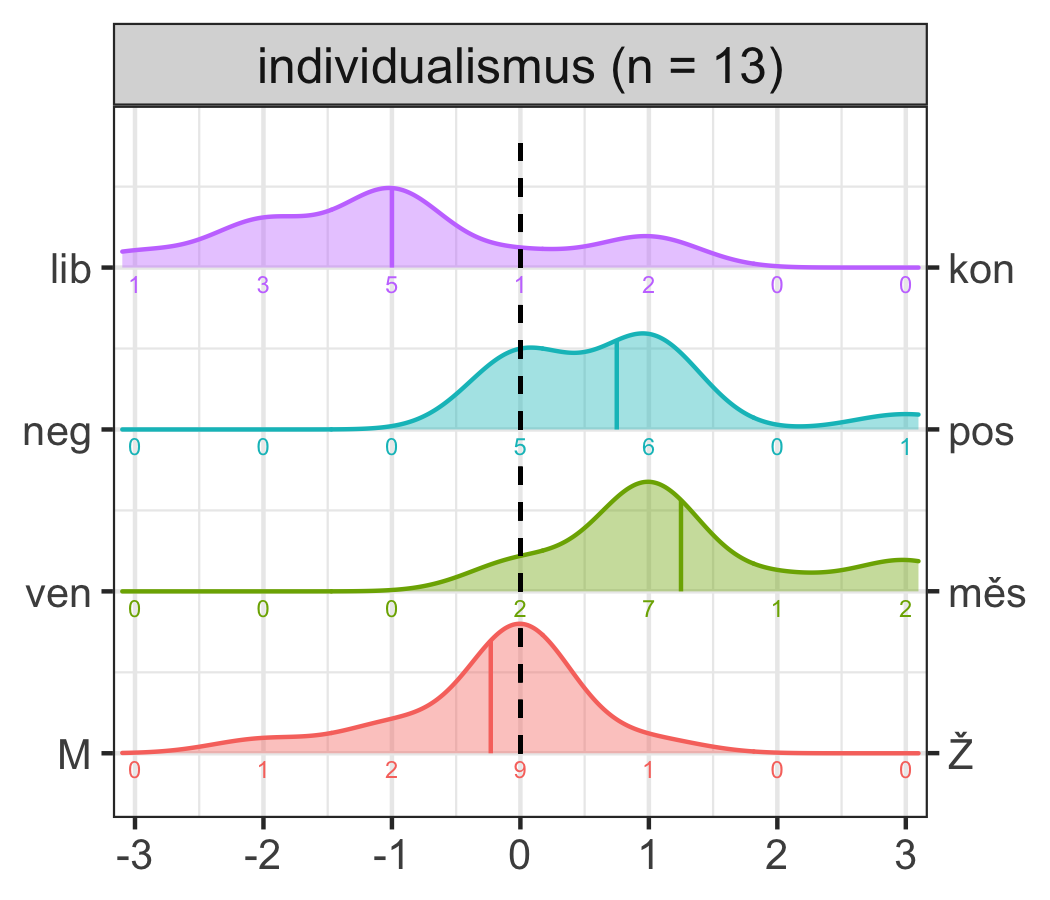 individualismus (n = 13)
lib kon
1 3 5 1 2 0 0
neg pos
0 0 0 5 6 0 1
ven měs
0 0 0 2 7 1 2
M Ž
0 1 2 9 1 0 0
-3 -2 -1 0 1 2 3